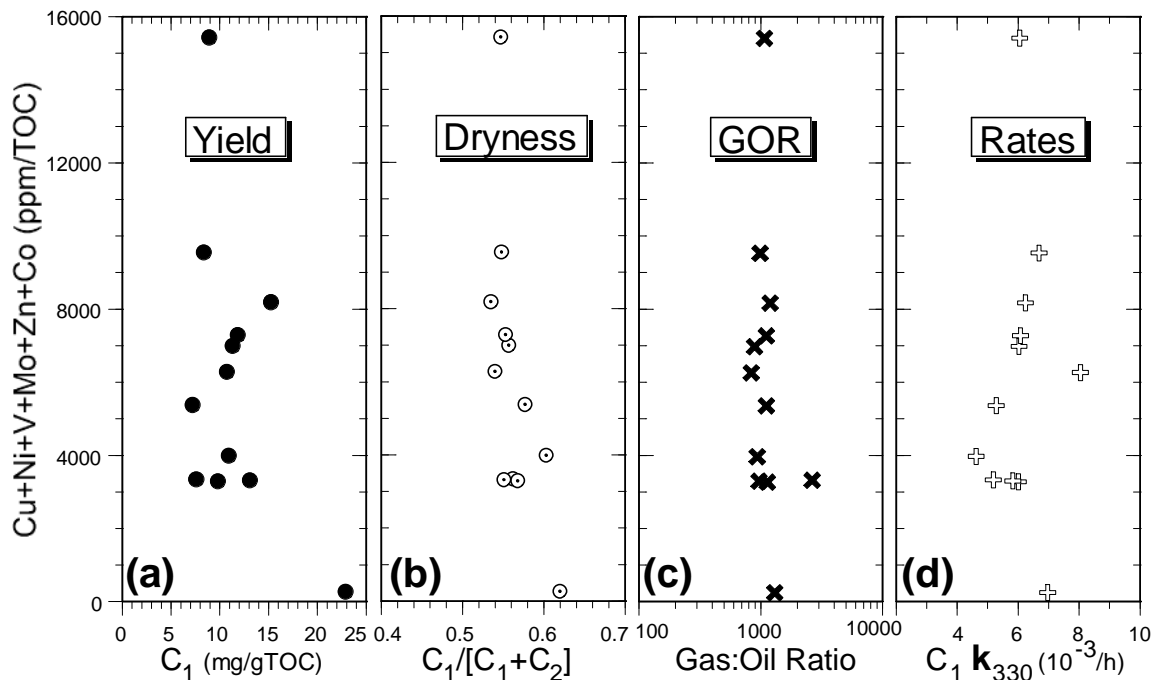 Cu+Ni+V+Mo+Zn+Co (ppm/TOC)
16000
12000
8000
4000
0
Yield
Dryness
GOR
Rates
(a)
(b)
(c)
(d)
0 5 10 15 20 25
0.4 0.5 0.6 0.7
100 1000 10000
4 6 8 10
C₁ (mg/gTOC)
C₁/[C₁+C₂]
Gas:Oil Ratio
C₁ k₃₃₀ (10⁻³/h)